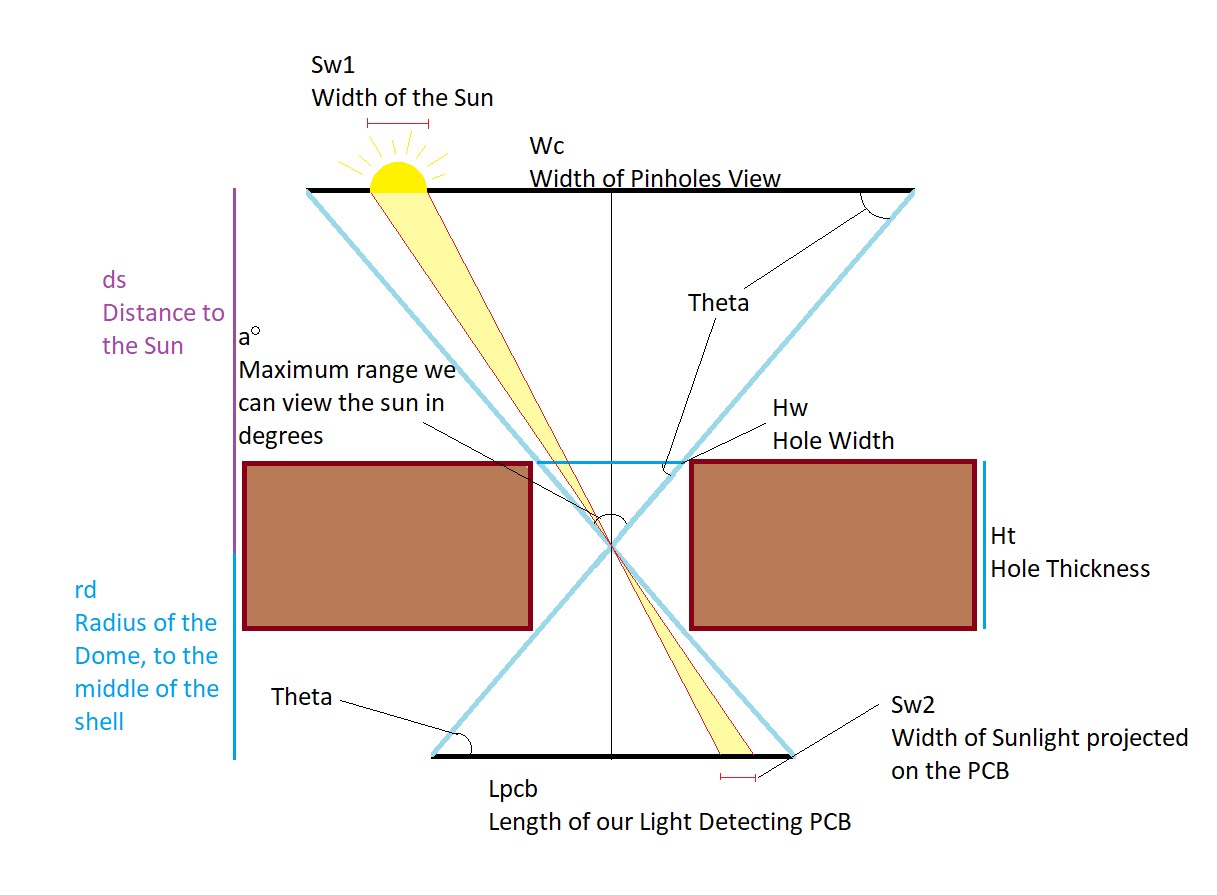 Sw1
Width of the Sun
Wc
Width of Pinholes View
ds
Distance to
the Sun
Theta
a°
Maximum range we
can view the sun in
degrees
Hw
Hole Width
Ht
Hole Thickness
rd
Radius of the
Dome, to the
middle of the
shell
Theta
Sw2
Width of Sunlight projected
on the PCB
Lpcb
Length of our Light Detecting PCB